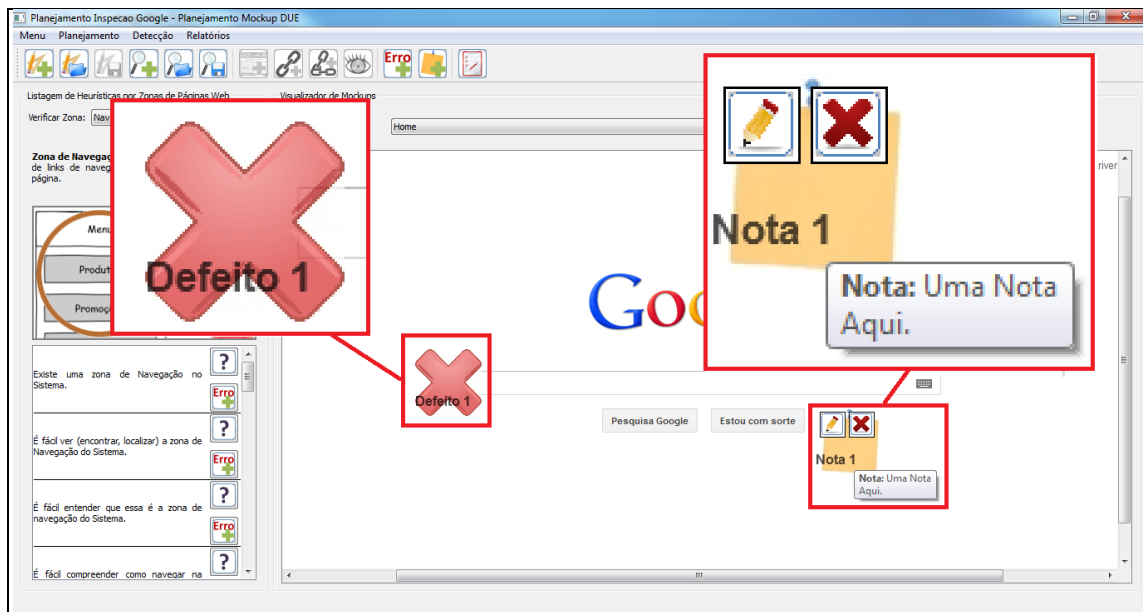 Planejamento Inspecao Google - Planejamento Mockup DUE
Menu Planejamento Detecção Relatórios
Erro
Listagem de Heurísticas por Zonas de Páginas Web
Visualizador de Mockups
Verificar Zona: Nav
Home
Zona de Navegaç
de links de naveg
página.
Menu
Produt
Promoç
Defeito 1
Nota 1
Nota: Uma Nota
Aqui.
river
Goo
Existe uma zona de Navegação no
Sistema.
?
Erro
É fácil ver (encontrar, localizar) a zona de
Navegação do Sistema.
?
Erro
É fácil entender que essa é a zona de
navegação do Sistema.
?
Erro
É fácil compreender como navegar na
?
Defeito 1
Pesquisa Google
Estou com sorte
Nota 1
Nota: Uma Nota
Aqui.